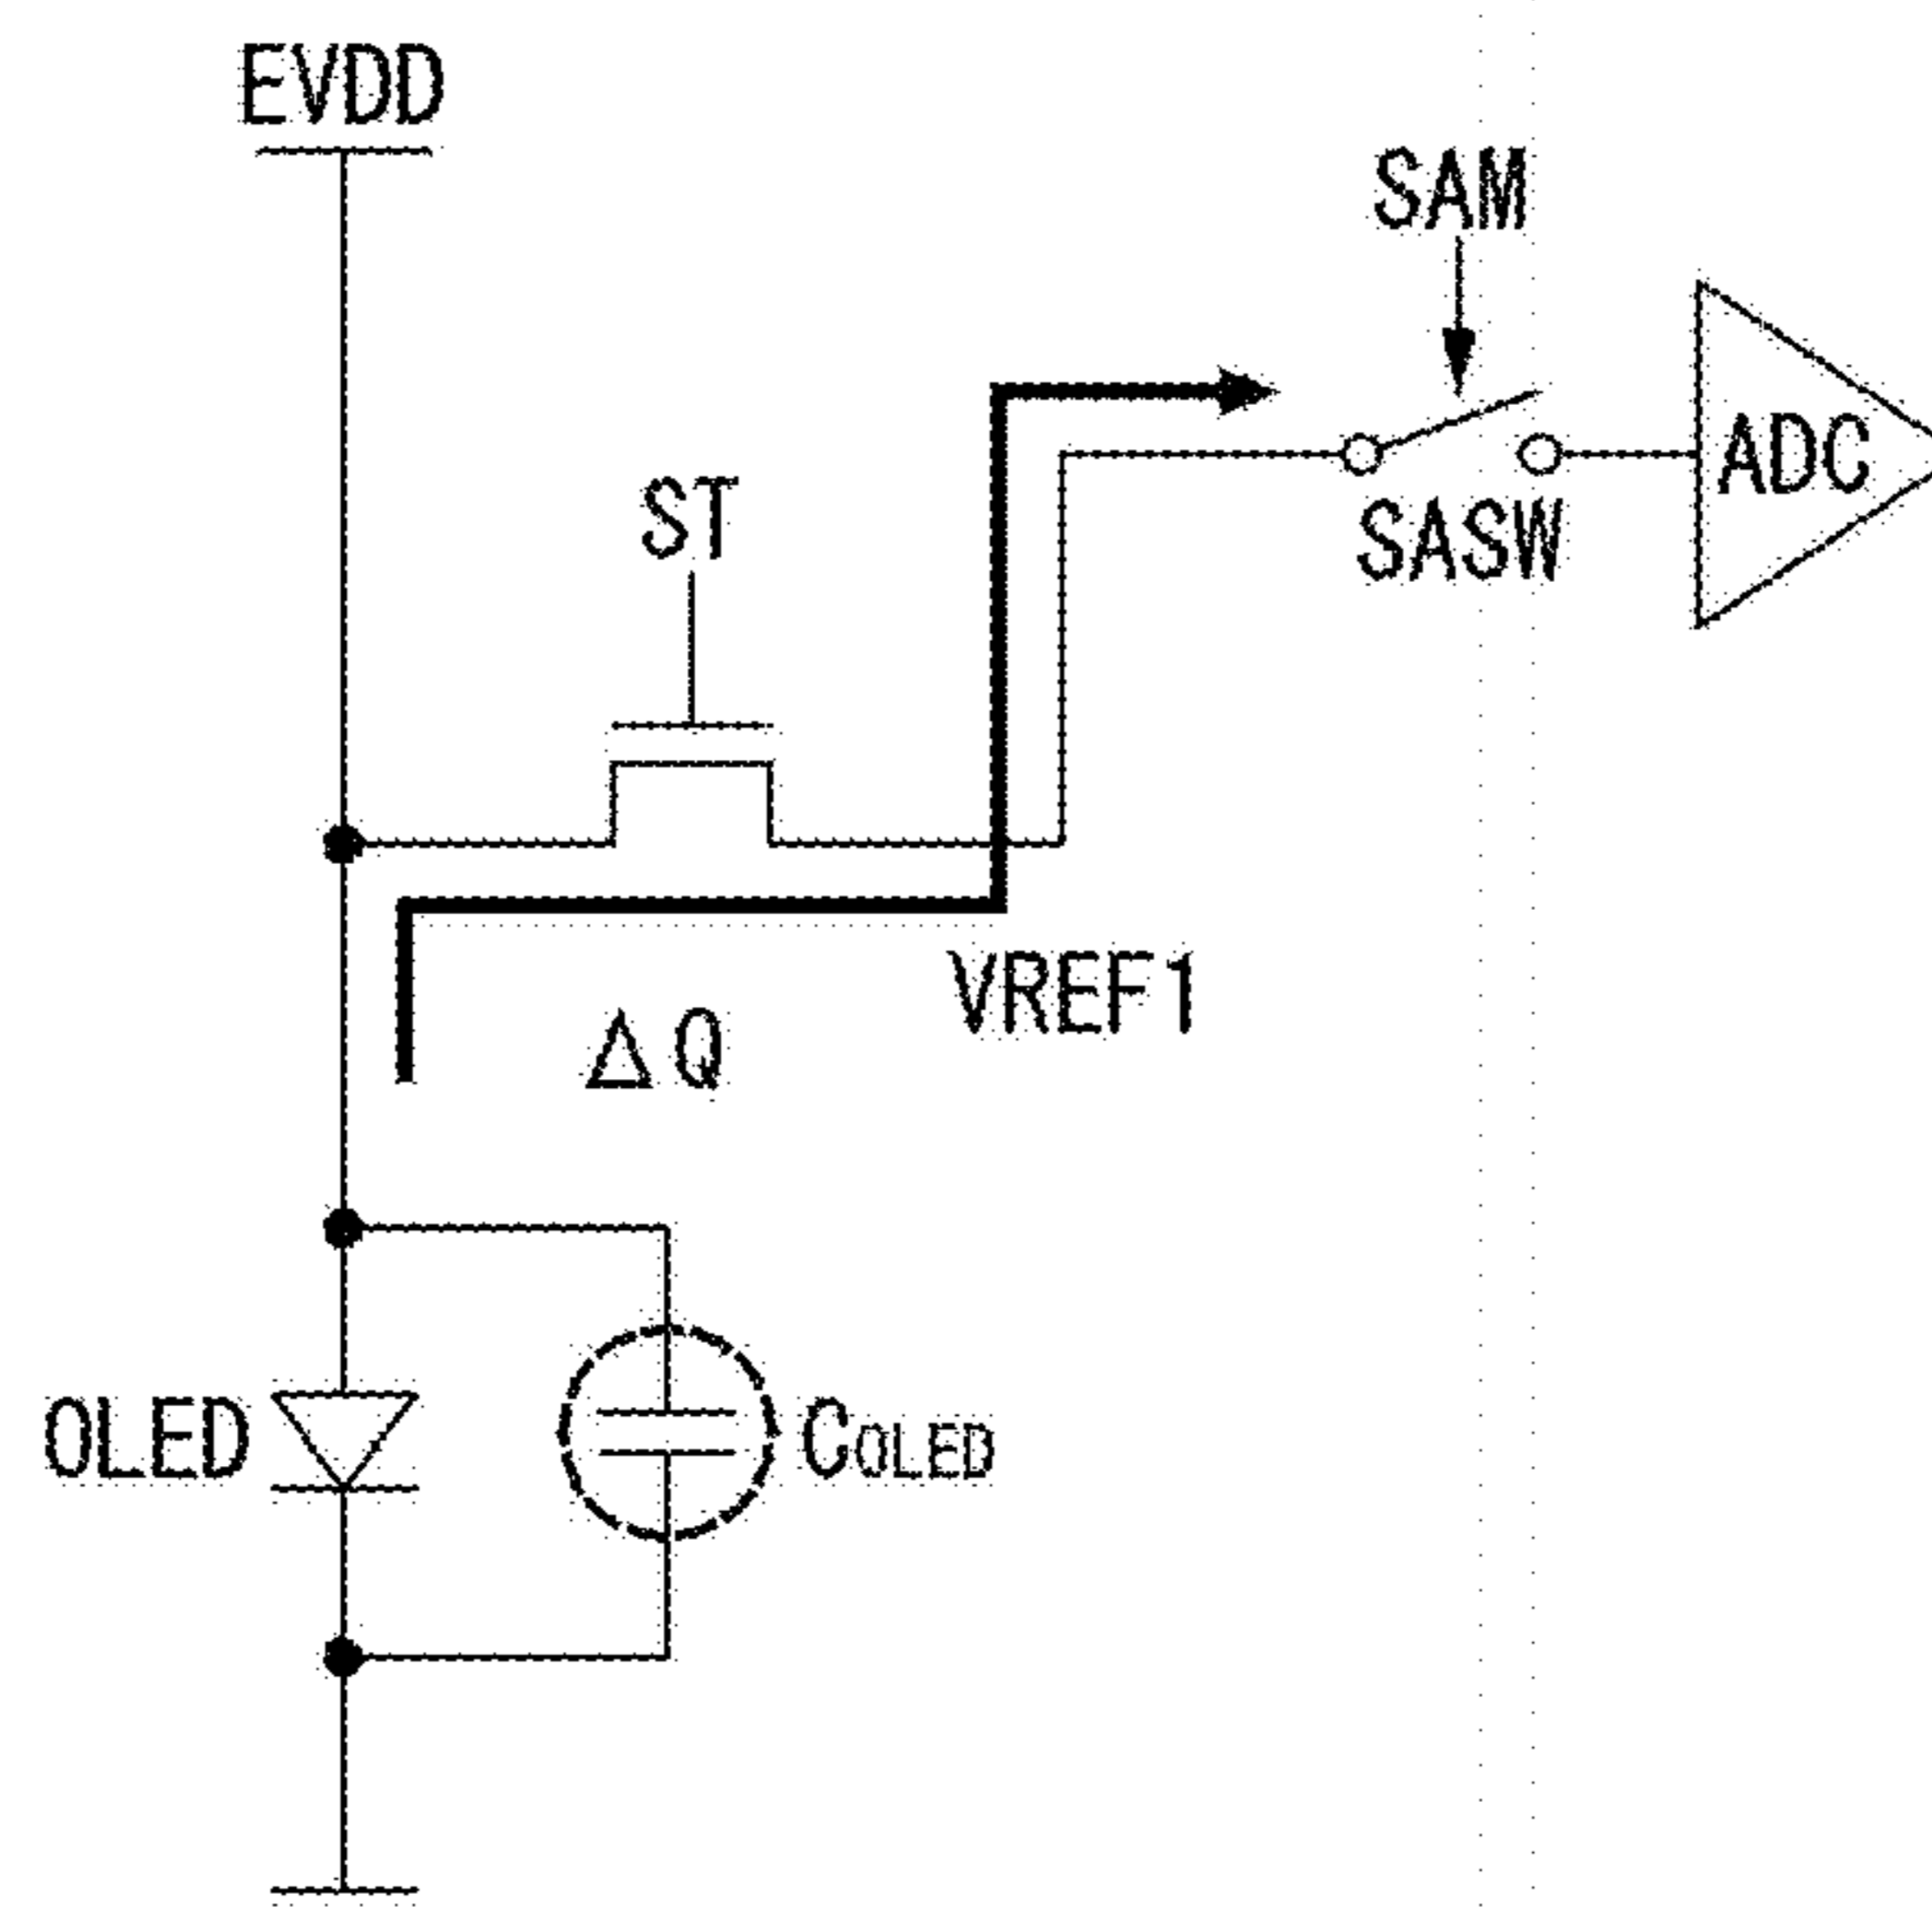 EVDD
SAM
ADC
ST
SASW
VREF1
ΔQ
OLED
COLED